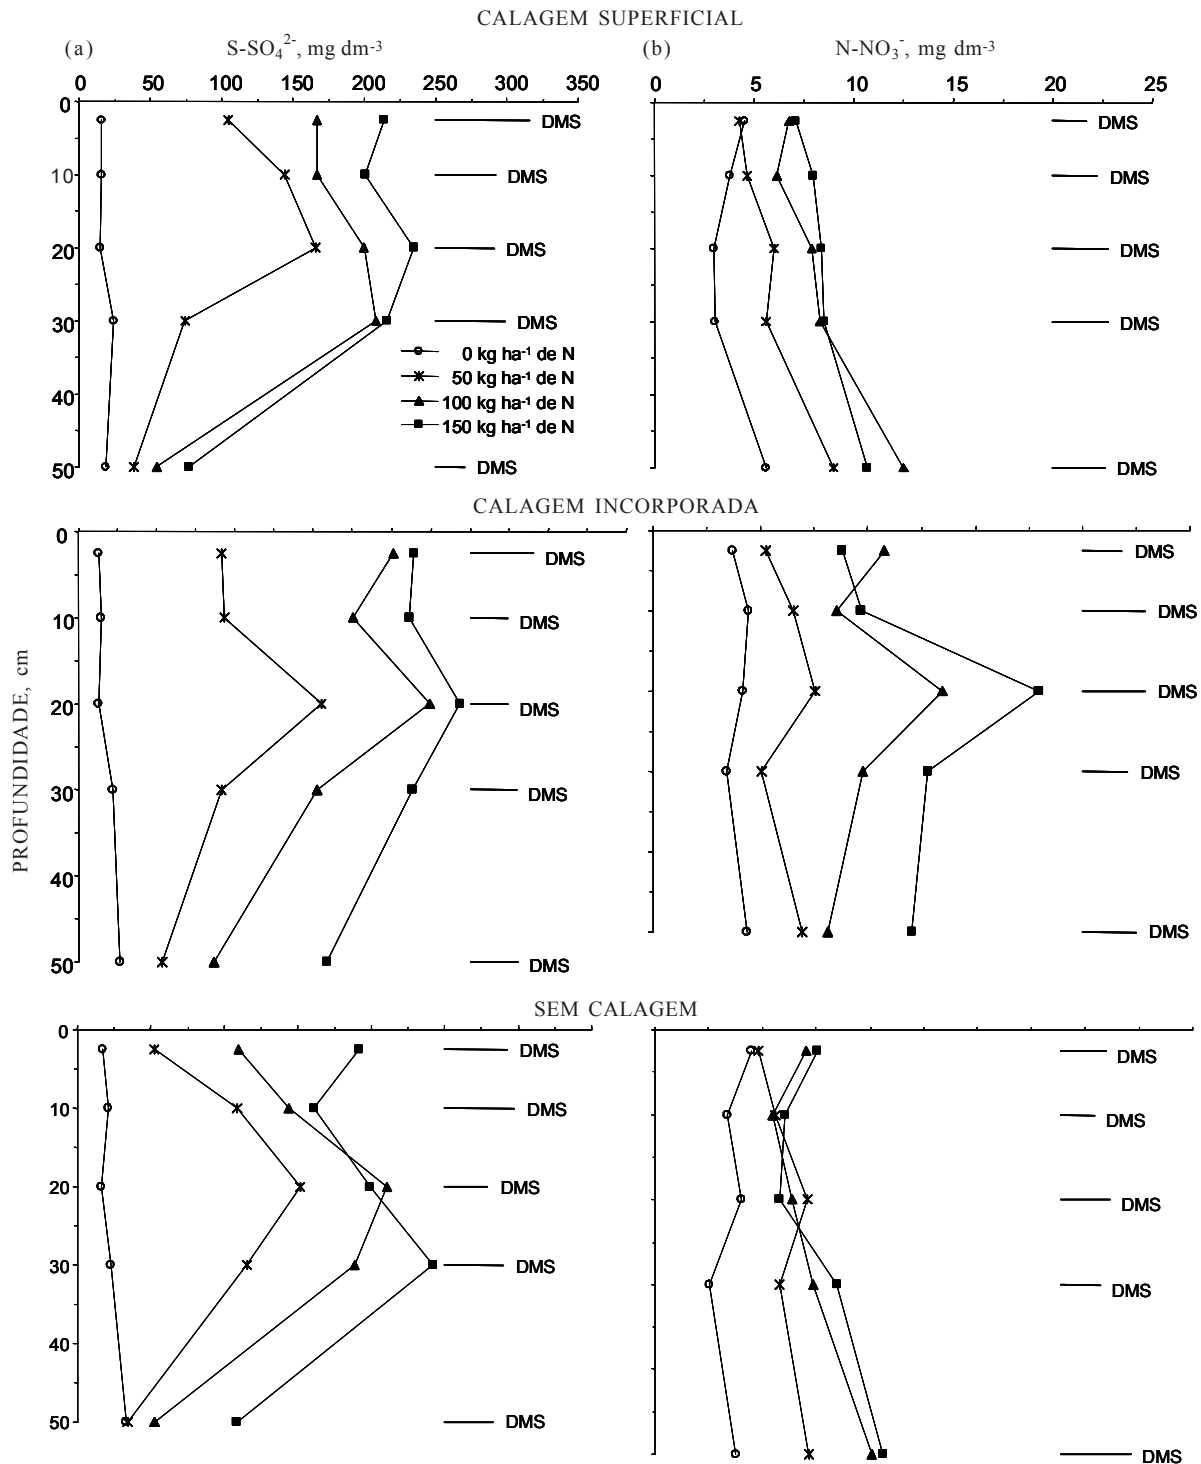 CALAGEM SUPERFICIAL
(a) S-SO₄²⁻, mg dm⁻³
(b) N-NO₃⁻, mg dm⁻³
0 50 100 150 200 250 300 350
0 5 10 15 20 25
0
10
20
30
40
50
DMS
DMS
DMS
DMS
DMS
0 kg ha⁻¹ de N
50 kg ha⁻¹ de N
100 kg ha⁻¹ de N
150 kg ha⁻¹ de N
DMS
DMS
DMS
DMS
DMS
CALAGEM INCORPORADA
PROFUNDIDADE, cm
0
10
20
30
40
50
DMS
DMS
DMS
DMS
DMS
DMS
DMS
DMS
DMS
DMS
SEM CALAGEM
0
10
20
30
40
50
DMS
DMS
DMS
DMS
DMS
DMS
DMS
DMS
DMS
DMS